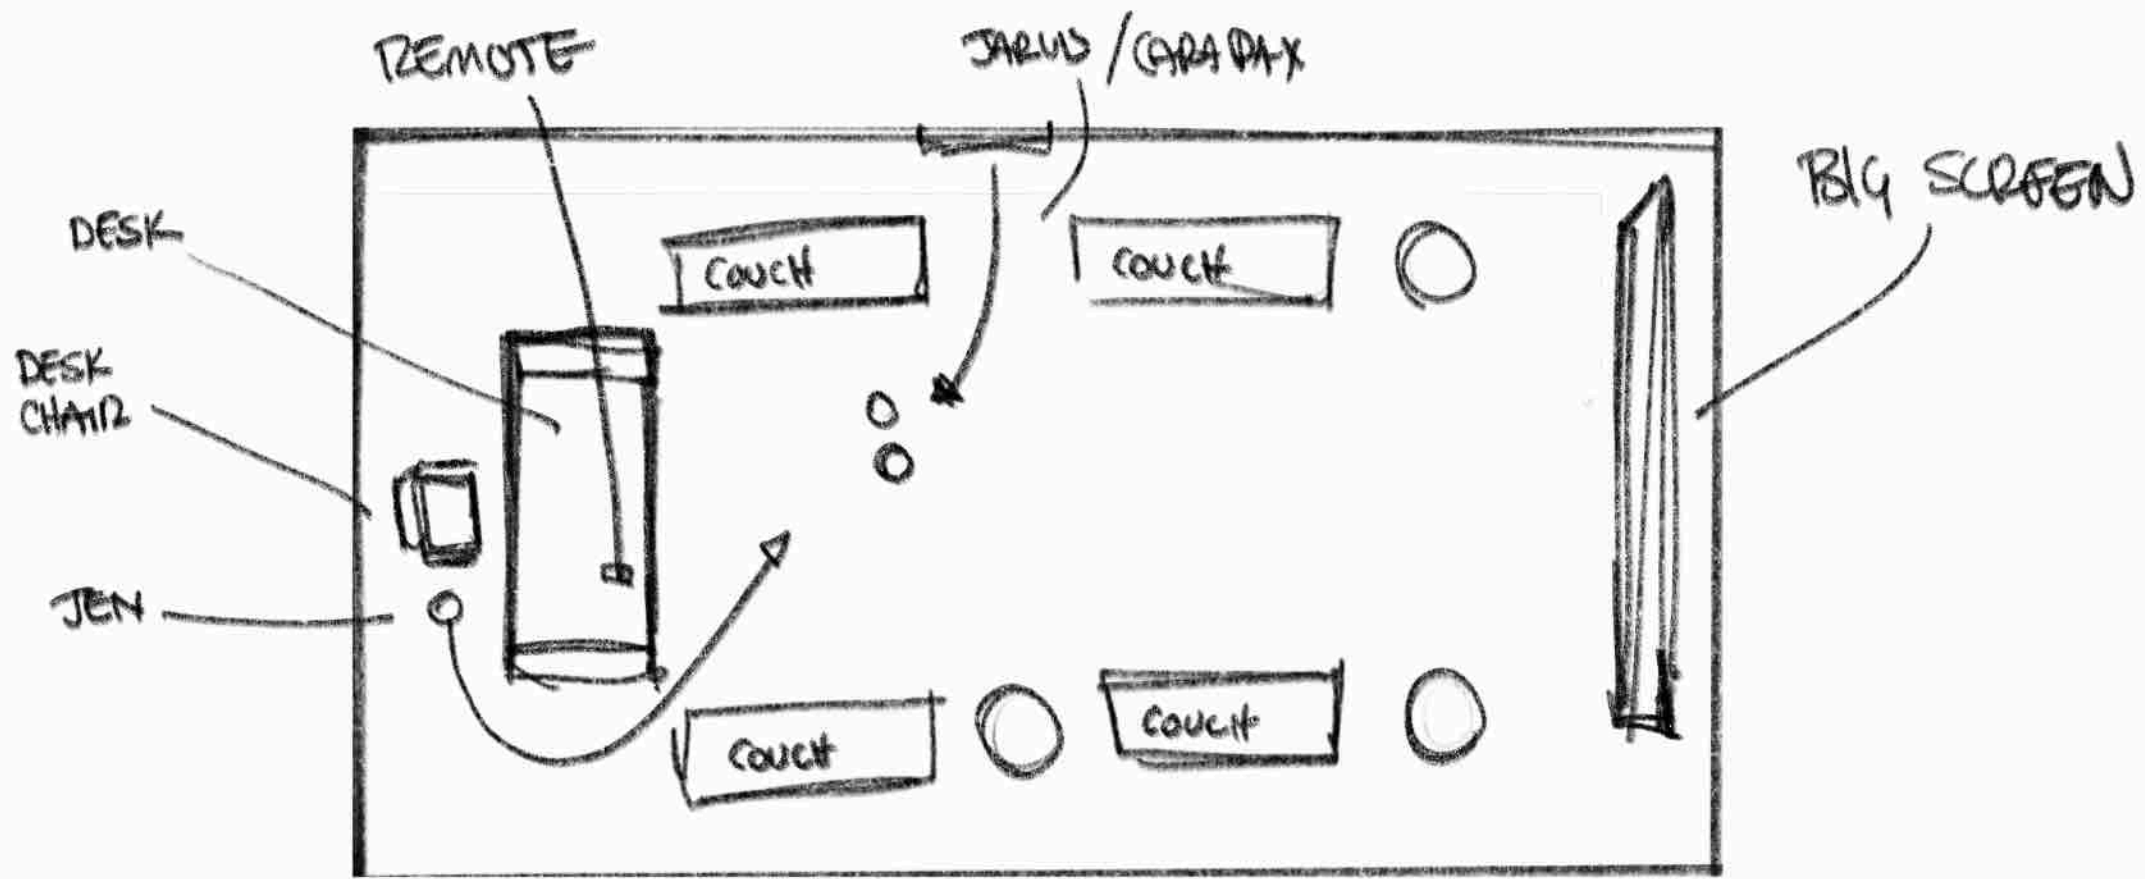 REMOTE
JARVIS / CARAPAX
BIG SCREEN
DESK
COUCH
COUCH
DESK
CHAIR
JEN
COUCH
COUCH